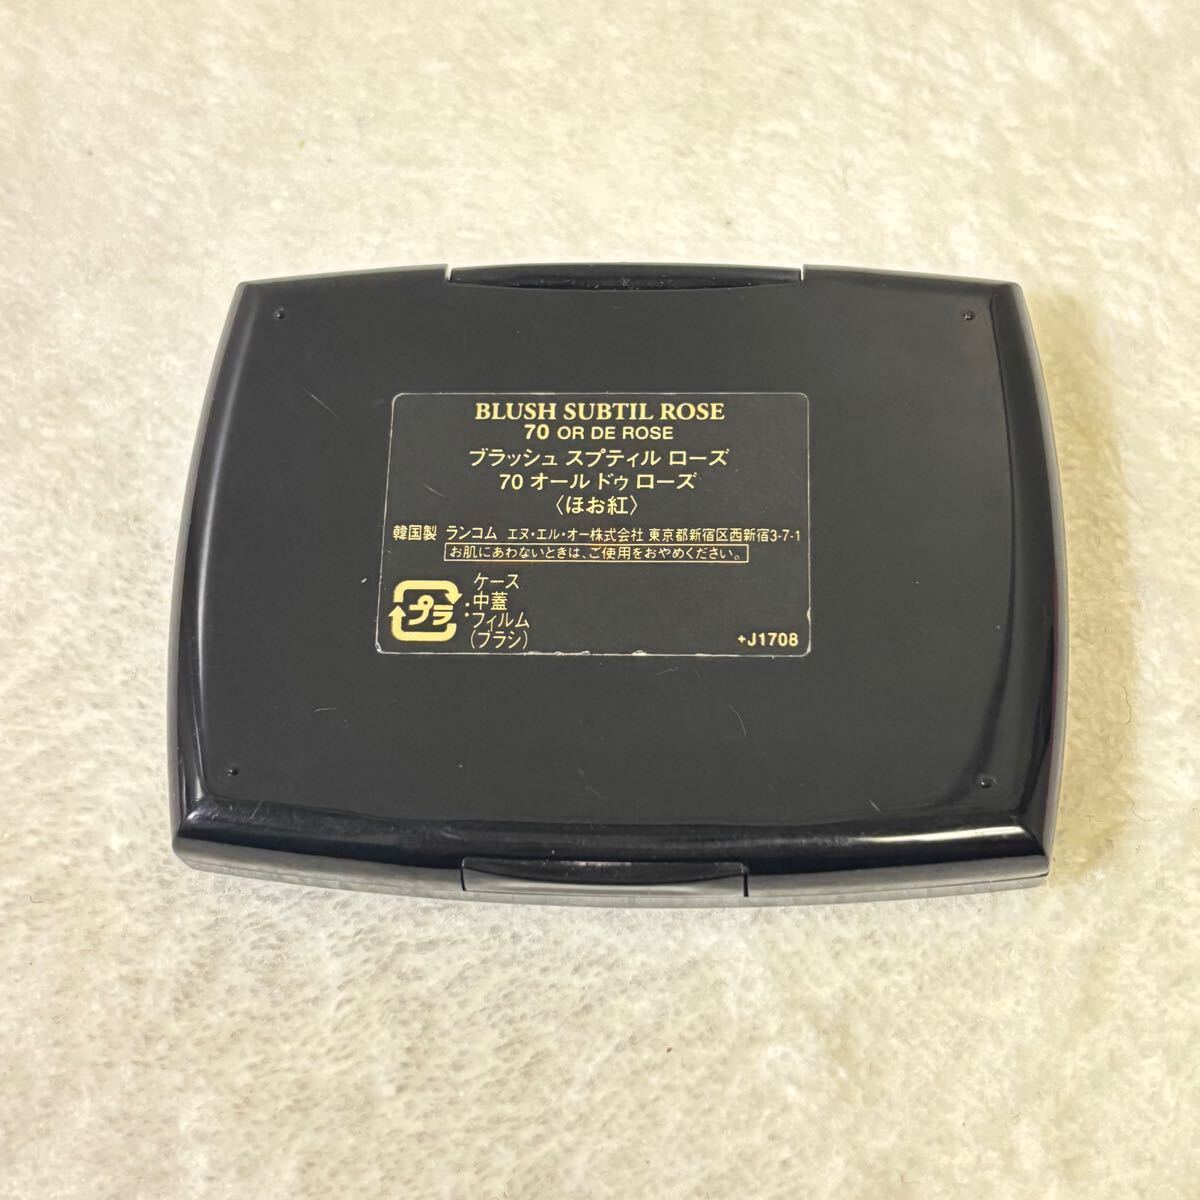 BLUSH SUBTIL ROSE
70 OR DE ROSE
ブラッシュ スプティル ローズ
70 オール ドゥ ローズ
〈ほお紅〉
韓国製 ランコム エヌ・エル・オー株式会社 東京都新宿区西新宿3-7-1
お肌にあわないときは、ご使用をおやめください。
プラ
:
ケース
中蓋
フィルム
(ブラシ)
+J1708